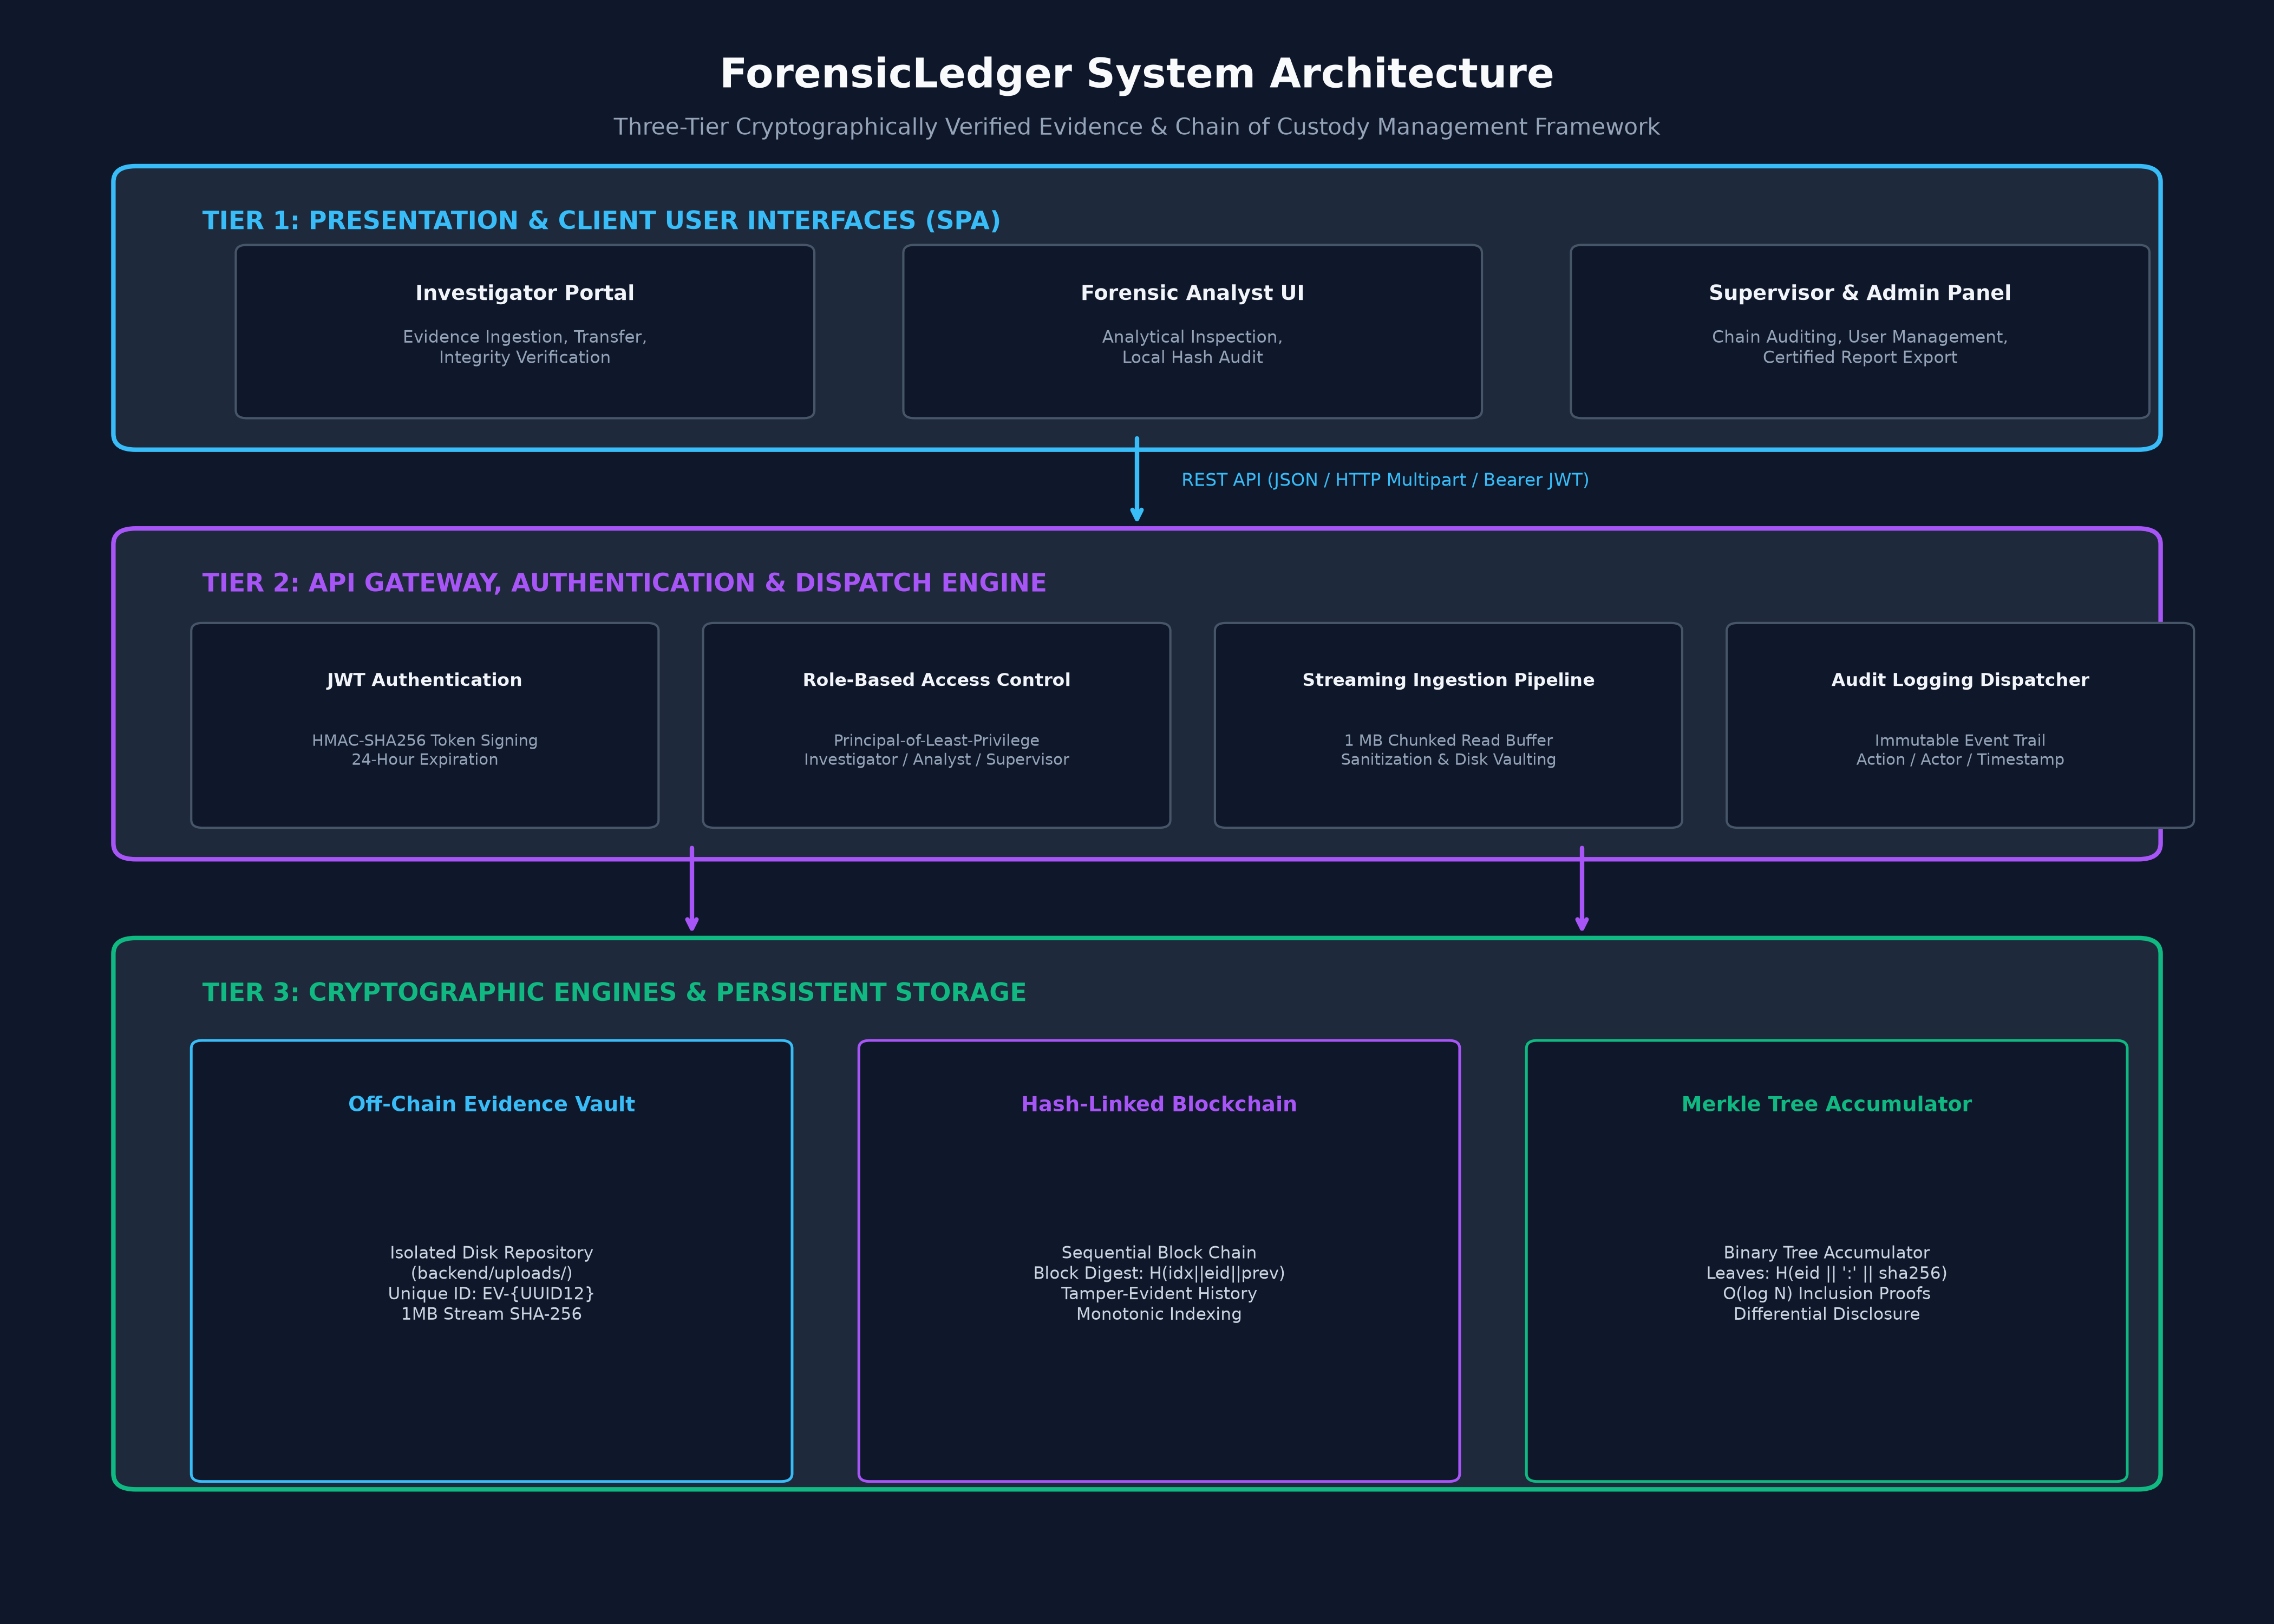 ForensicLedger System Architecture
Three-Tier Cryptographically Verified Evidence & Chain of Custody Management Framework
TIER 1: PRESENTATION & CLIENT USER INTERFACES (SPA)
Investigator Portal
Evidence Ingestion, Transfer,
Integrity Verification
Forensic Analyst UI
Analytical Inspection,
Local Hash Audit
Supervisor & Admin Panel
Chain Auditing, User Management,
Certified Report Export
REST API (JSON / HTTP Multipart / Bearer JWT)
TIER 2: API GATEWAY, AUTHENTICATION & DISPATCH ENGINE
JWT Authentication
HMAC-SHA256 Token Signing
24-Hour Expiration
Role-Based Access Control
Principal-of-Least-Privilege
Investigator / Analyst / Supervisor
Streaming Ingestion Pipeline
1 MB Chunked Read Buffer
Sanitization & Disk Vaulting
Audit Logging Dispatcher
Immutable Event Trail
Action / Actor / Timestamp
TIER 3: CRYPTOGRAPHIC ENGINES & PERSISTENT STORAGE
Off-Chain Evidence Vault
Isolated Disk Repository
(backend/uploads/)
Unique ID: EV-{UUID12}
1MB Stream SHA-256
Hash-Linked Blockchain
Sequential Block Chain
Block Digest: H(idx||eid||prev)
Tamper-Evident History
Monotonic Indexing
Merkle Tree Accumulator
Binary Tree Accumulator
Leaves: H(eid || ':' || sha256)
O(log N) Inclusion Proofs
Differential Disclosure